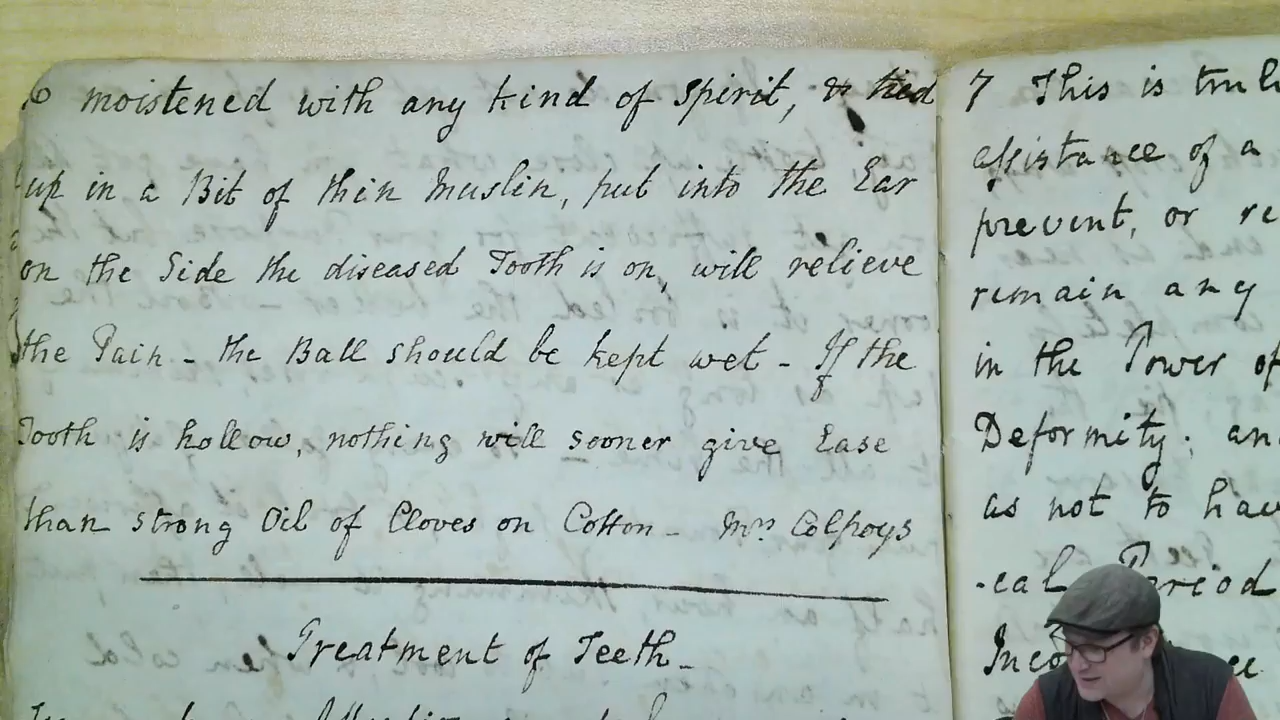 6 moistened with any kind of spirit, & tied
up in a Bit of thin Muslin, put into the Ear
on the Side the diseased Tooth is on, will relieve
the Pain - the Ball should be kept wet - If the
Tooth is hollow, nothing will sooner give Ease
than strong Oil of Cloves on Cotton - Mrs Colpoys
Treatment of Teeth -
7 This is
assistance of a
prevent, or re
remain any
in the Power of
Deformity; an
as not to hav
-cal Period